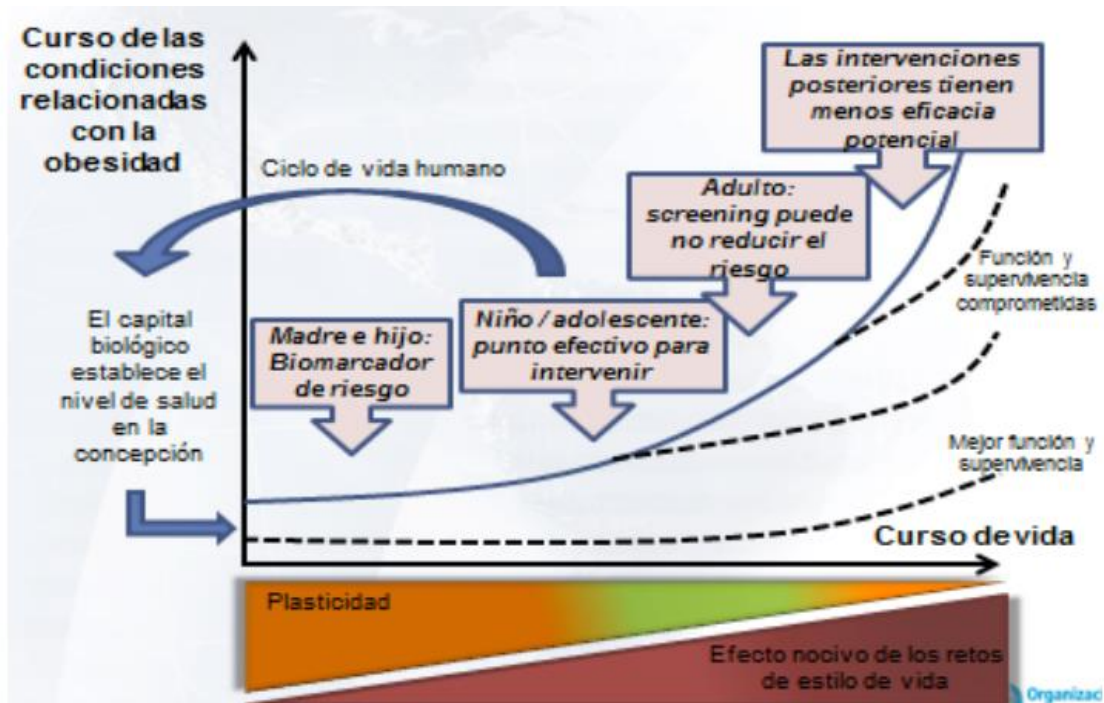 Curso de las
condiciones
relacionadas
con la
obesidad
Las intervenciones
posteriores tienen
menos eficacia
potencial
Ciclo de vida humano
Adulto:
screening puede
no reducir el
riesgo
Función y
supervivencia
comprometidas
El capital
biológico
establece el
nivel de salud
en la
concepción
Madre e hijo:
Biomarcador
de riesgo
Niño / adolescente:
punto efectivo para
intervenir
Mejor función y
supervivencia
Curso de vida
Plasticidad
Efecto nocivo de los retos
de estilo de vida
Organizac